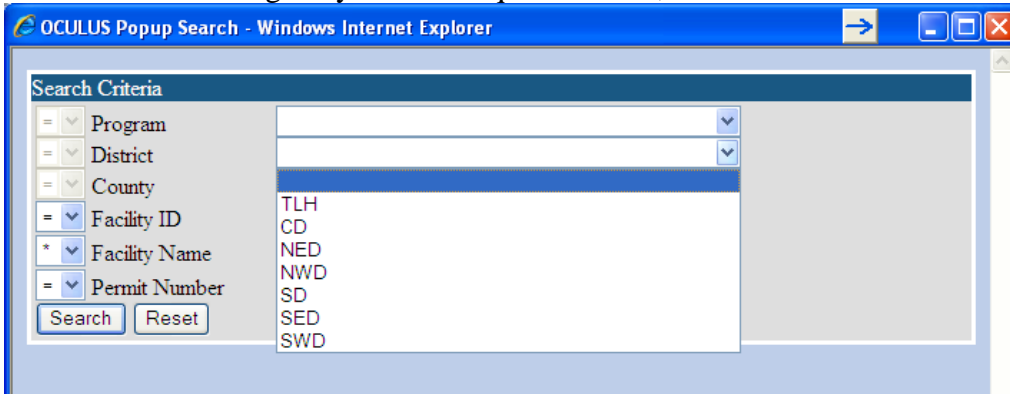 OCULUS Popup Search - Windows Internet Explorer
Search Criteria
= Program
= District
= County
TLH
= Facility ID
CD
* Facility Name
NED
NWD
= Permit Number
SD
Search Reset
SED
SWD